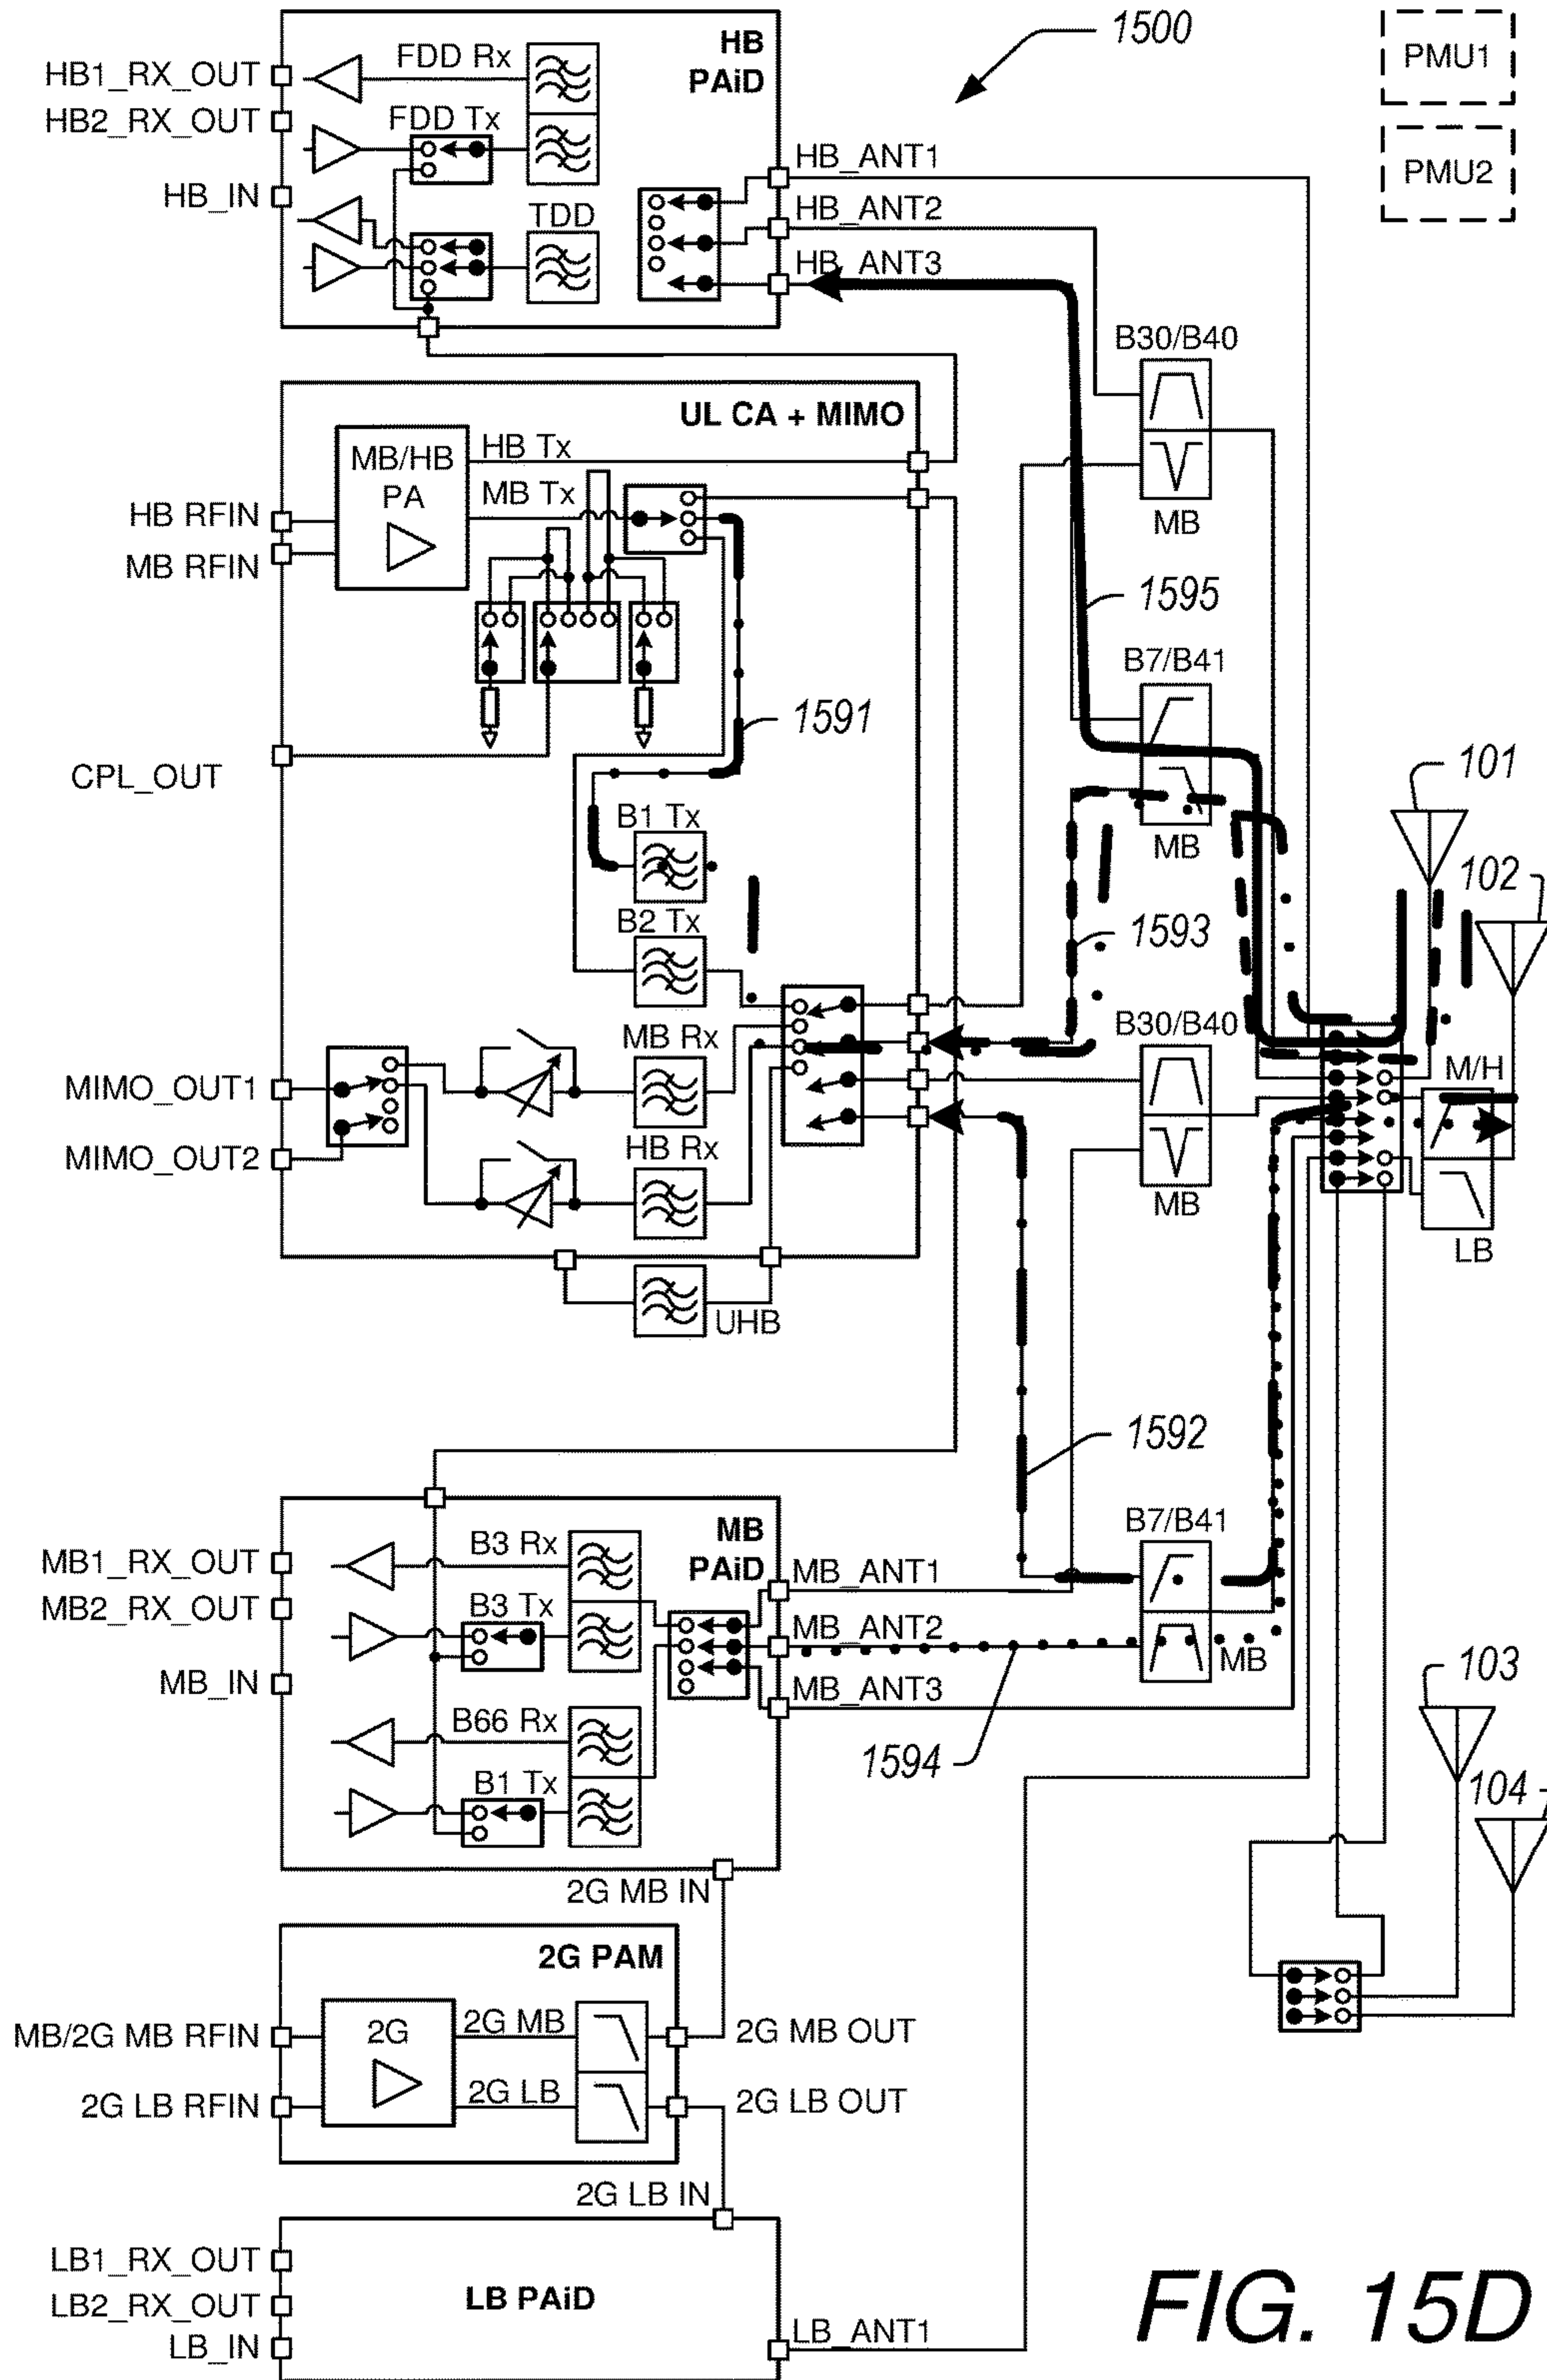 1500
HB
PAiD
FDD Rx
HB1_RX_OUT
HB2_RX_OUT
FDD Tx
HB_IN
TDD
HB_ANT1
HB_ANT2
HB_ANT3
PMU1
PMU2
B30/B40
MB
UL CA + MIMO
MB/HB
PA
HB Tx
MB Tx
HB RFIN
MB RFIN
1595
B7/B41
MB
1591
CPL_OUT
101
102
B1 Tx
B2 Tx
1593
B30/B40
MB
MB Rx
M/H
LB
MIMO_OUT1
MIMO_OUT2
HB Rx
UHB
1592
B7/B41
MB
MB
PAiD
B3 Rx
MB1_RX_OUT
MB2_RX_OUT
B3 Tx
MB_IN
B66 Rx
B1 Tx
MB_ANT1
MB_ANT2
MB_ANT3
1594
103
104
2G MB IN
2G PAM
2G
2G MB
2G LB
MB/2G MB RFIN
2G LB RFIN
2G MB OUT
2G LB OUT
2G LB IN
LB1_RX_OUT
LB2_RX_OUT
LB_IN
LB PAiD
LB_ANT1
FIG. 15D